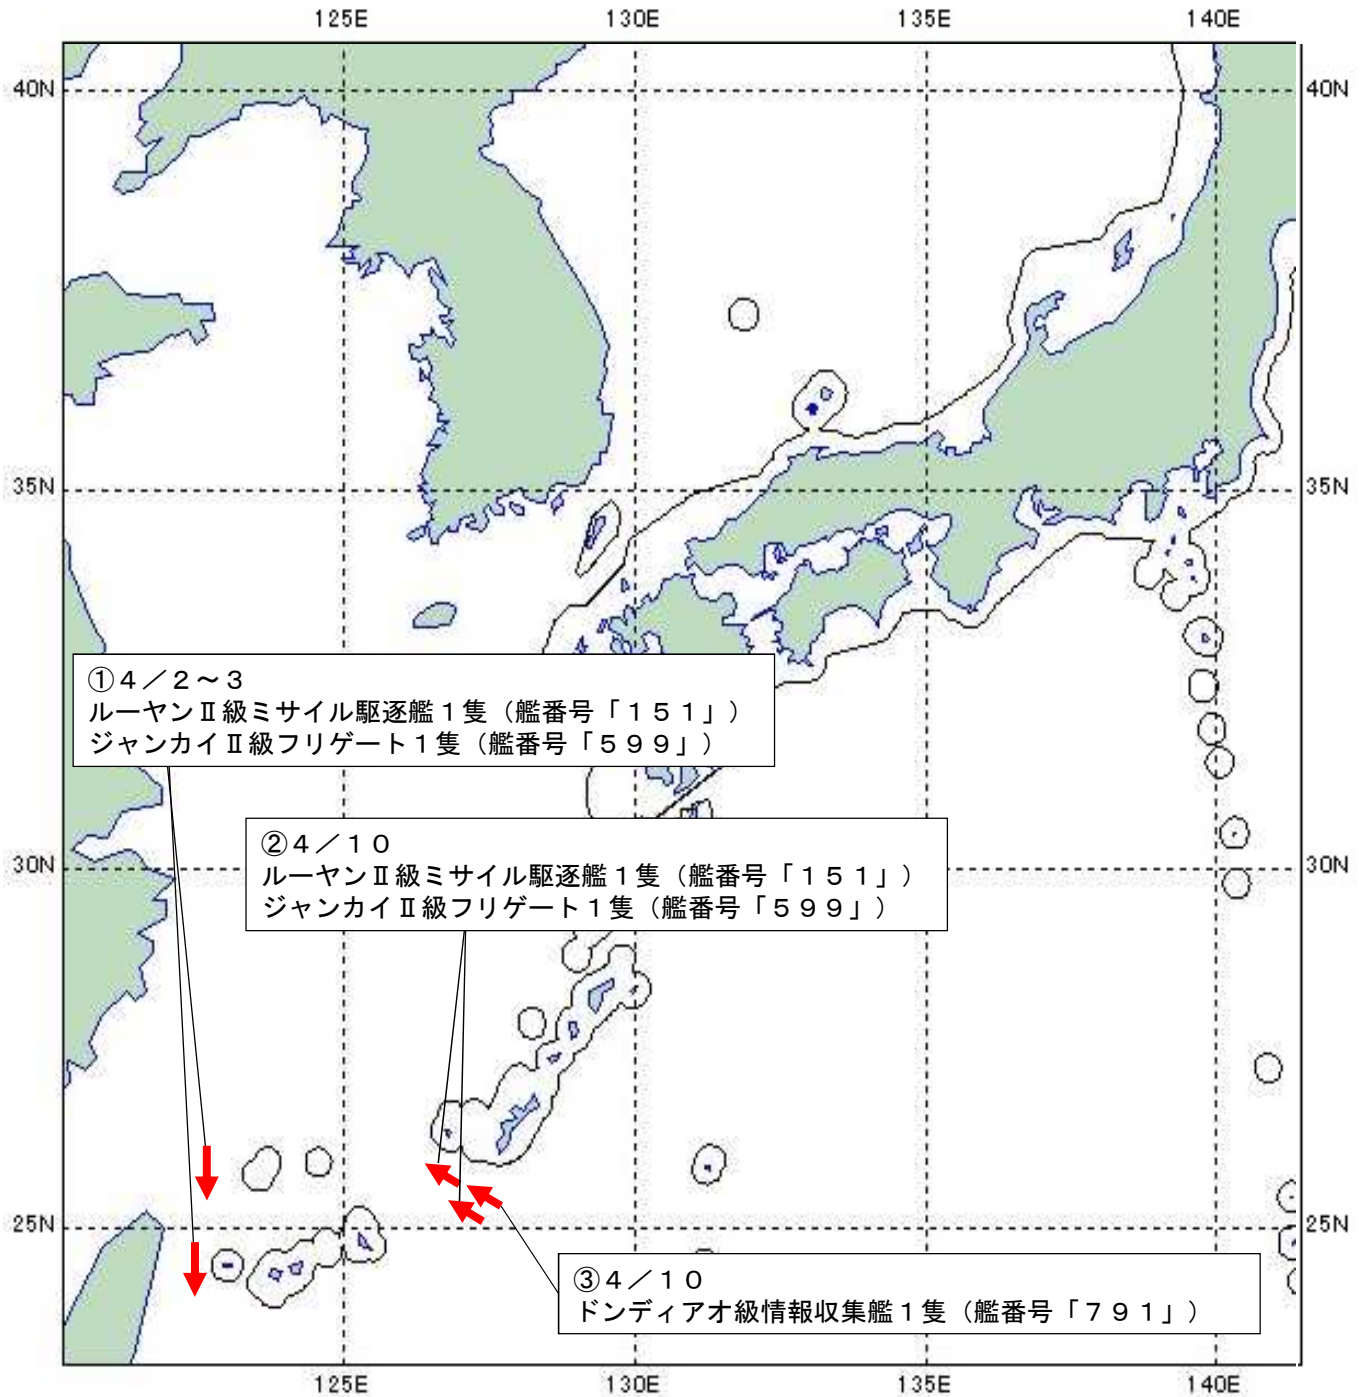 125E 130E 135E 140E
40N 40N
35N 35N
①４／２～３
ルーヤンⅡ級ミサイル駆逐艦１隻（艦番号「１５１」）
ジャンカイⅡ級フリゲート１隻（艦番号「５９９」）
②４／１０
ルーヤンⅡ級ミサイル駆逐艦１隻（艦番号「１５１」）
ジャンカイⅡ級フリゲート１隻（艦番号「５９９」）
30N 30N
25N 25N
③４／１０
ドンディアオ級情報収集艦１隻（艦番号「７９１」）
125E 130E 135E 140E